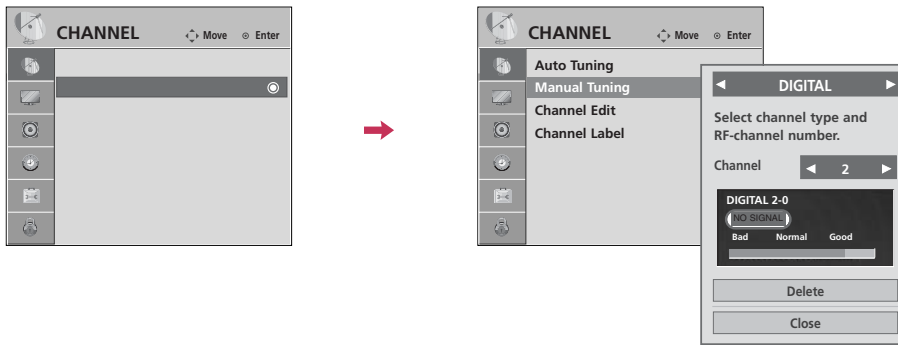 CHANNEL Move Enter
CHANNEL Move Enter
Auto Tuning
Manual Tuning
Channel Edit
Channel Label
DIGITAL
Select channel type and
RF-channel number.
Channel 2
DIGITAL 2-0
NO SIGNAL
Bad Normal Good
Delete
Close